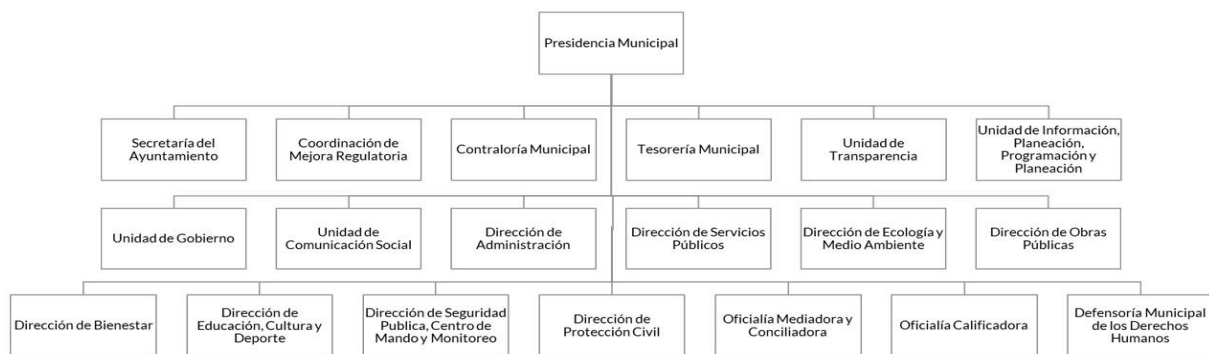 Presidencia Municipal
Secretaría del
Ayuntamiento
Coordinación de
Mejora Regulatoria
Contraloría Municipal
Tesorería Municipal
Unidad de
Transparencia
Unidad de Información,
Planeación,
Programación y
Planeación
Unidad de Gobierno
Unidad de
Comunicación Social
Dirección de
Administración
Dirección de Servicios
Públicos
Dirección de Ecología y
Medio Ambiente
Dirección de Obras
Públicas
Dirección de Bienestar
Dirección de
Educación, Cultura y
Deporte
Dirección de Seguridad
Publica, Centro de
Mando y Monitoreo
Dirección de
Protección Civil
Oficialía Mediadora y
Conciliadora
Oficialía Calificadora
Defensoría Municipal
de los Derechos
Humanos